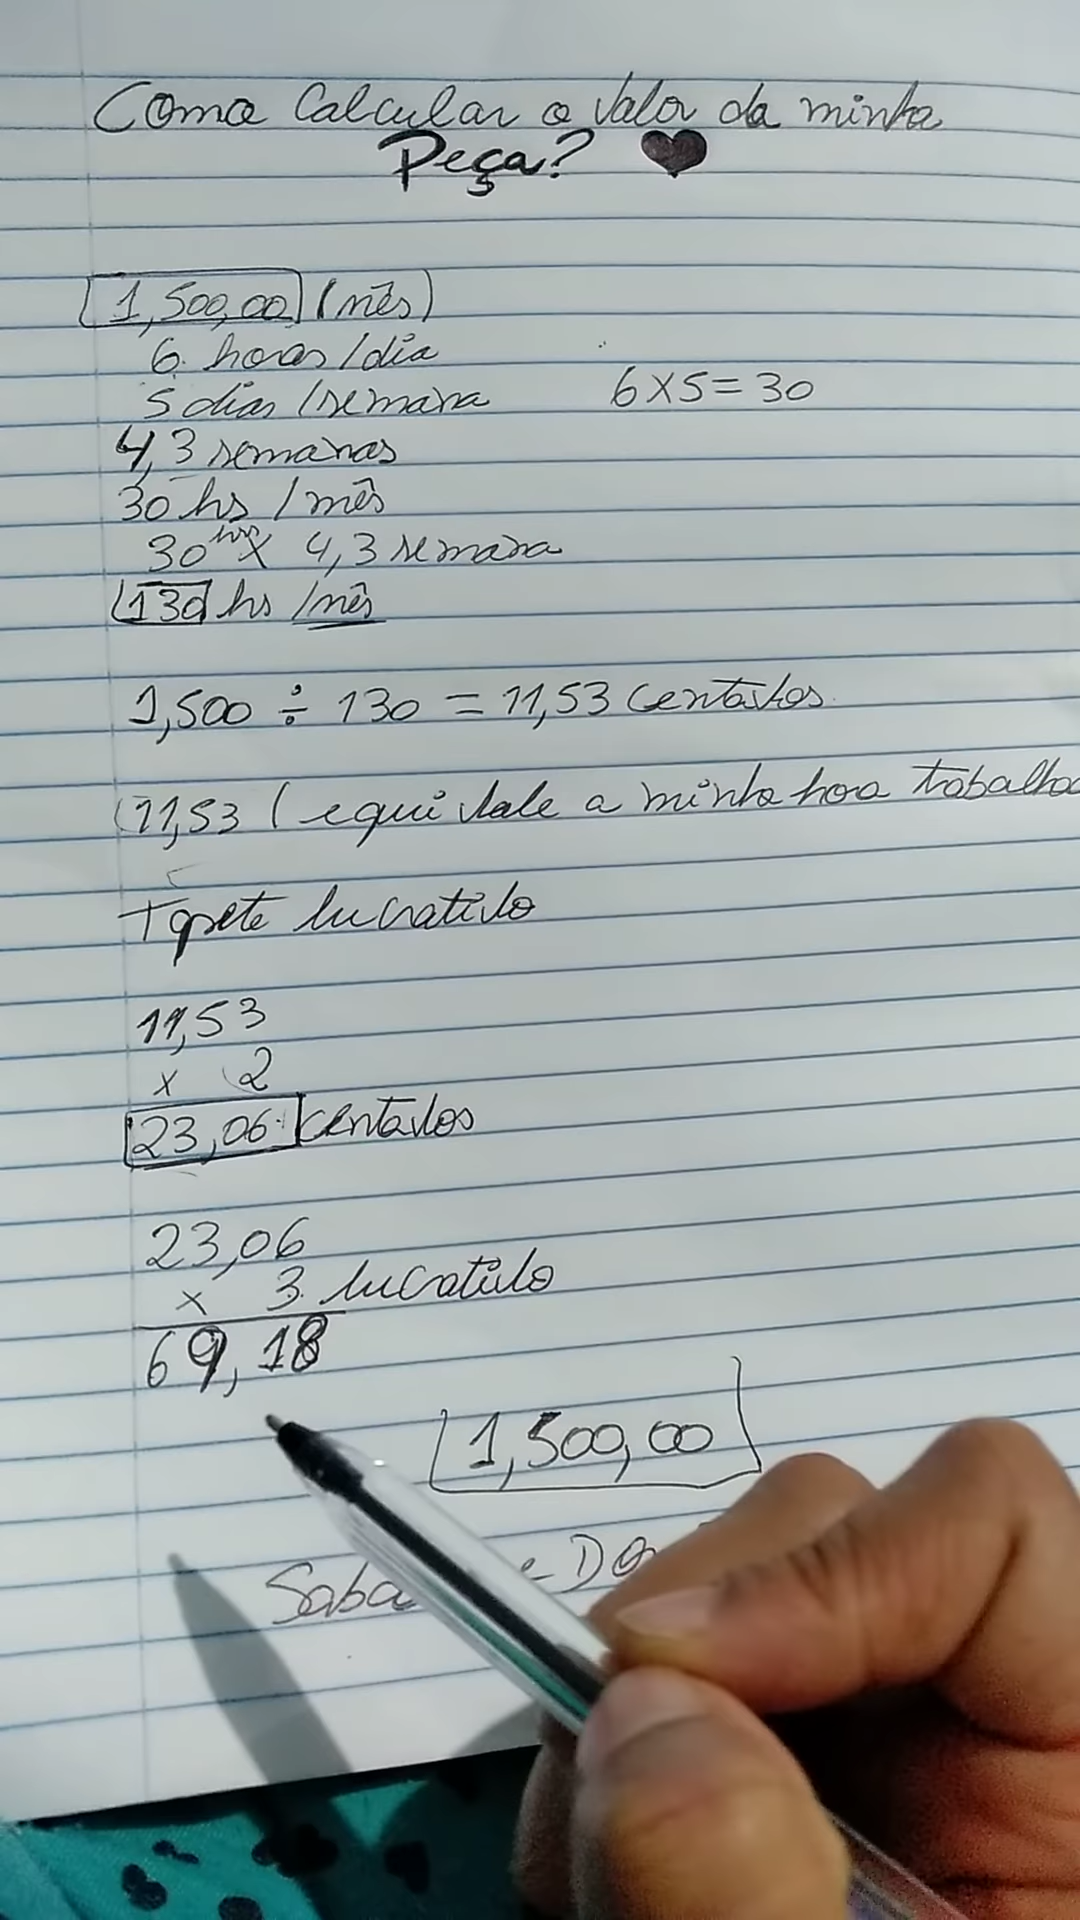 Como Calcular o valor da minha
Peça? ♥
1,500,00 (mês)
6 horas/dia
5 dias/semana 6x5=30
4,3 semanas
30 hs / mês
30 hrs x 4,3 semana
130 hs /mês
1,500 ÷ 130 = 11,53 centavos.
11,53 ( equivale a minha hora
Tapete lucrativo
11,53
x 2
23,06 centavos
23,06
x 3 lucrativo
69,18
1,500,00